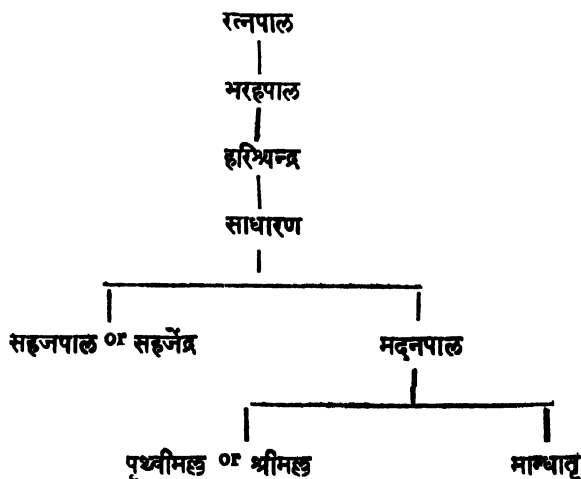 रत्नपाल
भरहपाल
हरिश्चन्द्र
साधारण
सहजपाल or सहजेंद्र मदनपाल
पृथ्वीमल्ल or श्रीमल्ल मान्धातृ